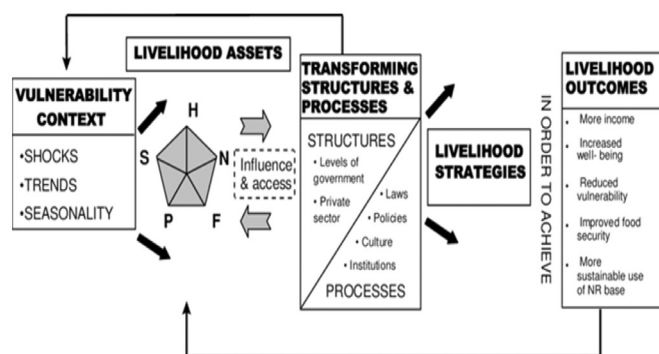 LIVELIHOOD ASSETS
VULNERABILITY
CONTEXT
•SHOCKS
•TRENDS
•SEASONALITY
H
S
N
P
F
Influence
& access
TRANSFORMING
STRUCTURES &
PROCESSES
STRUCTURES
• Levels of
government
• Private
sector
• Laws
• Policies
• Culture
• Institutions
PROCESSES
LIVELIHOOD
STRATEGIES
IN ORDER TO ACHIEVE
LIVELIHOOD
OUTCOMES
• More income
• Increased
well- being
• Reduced
vulnerability
• Improved food
security
• More
sustainable use
of NR base